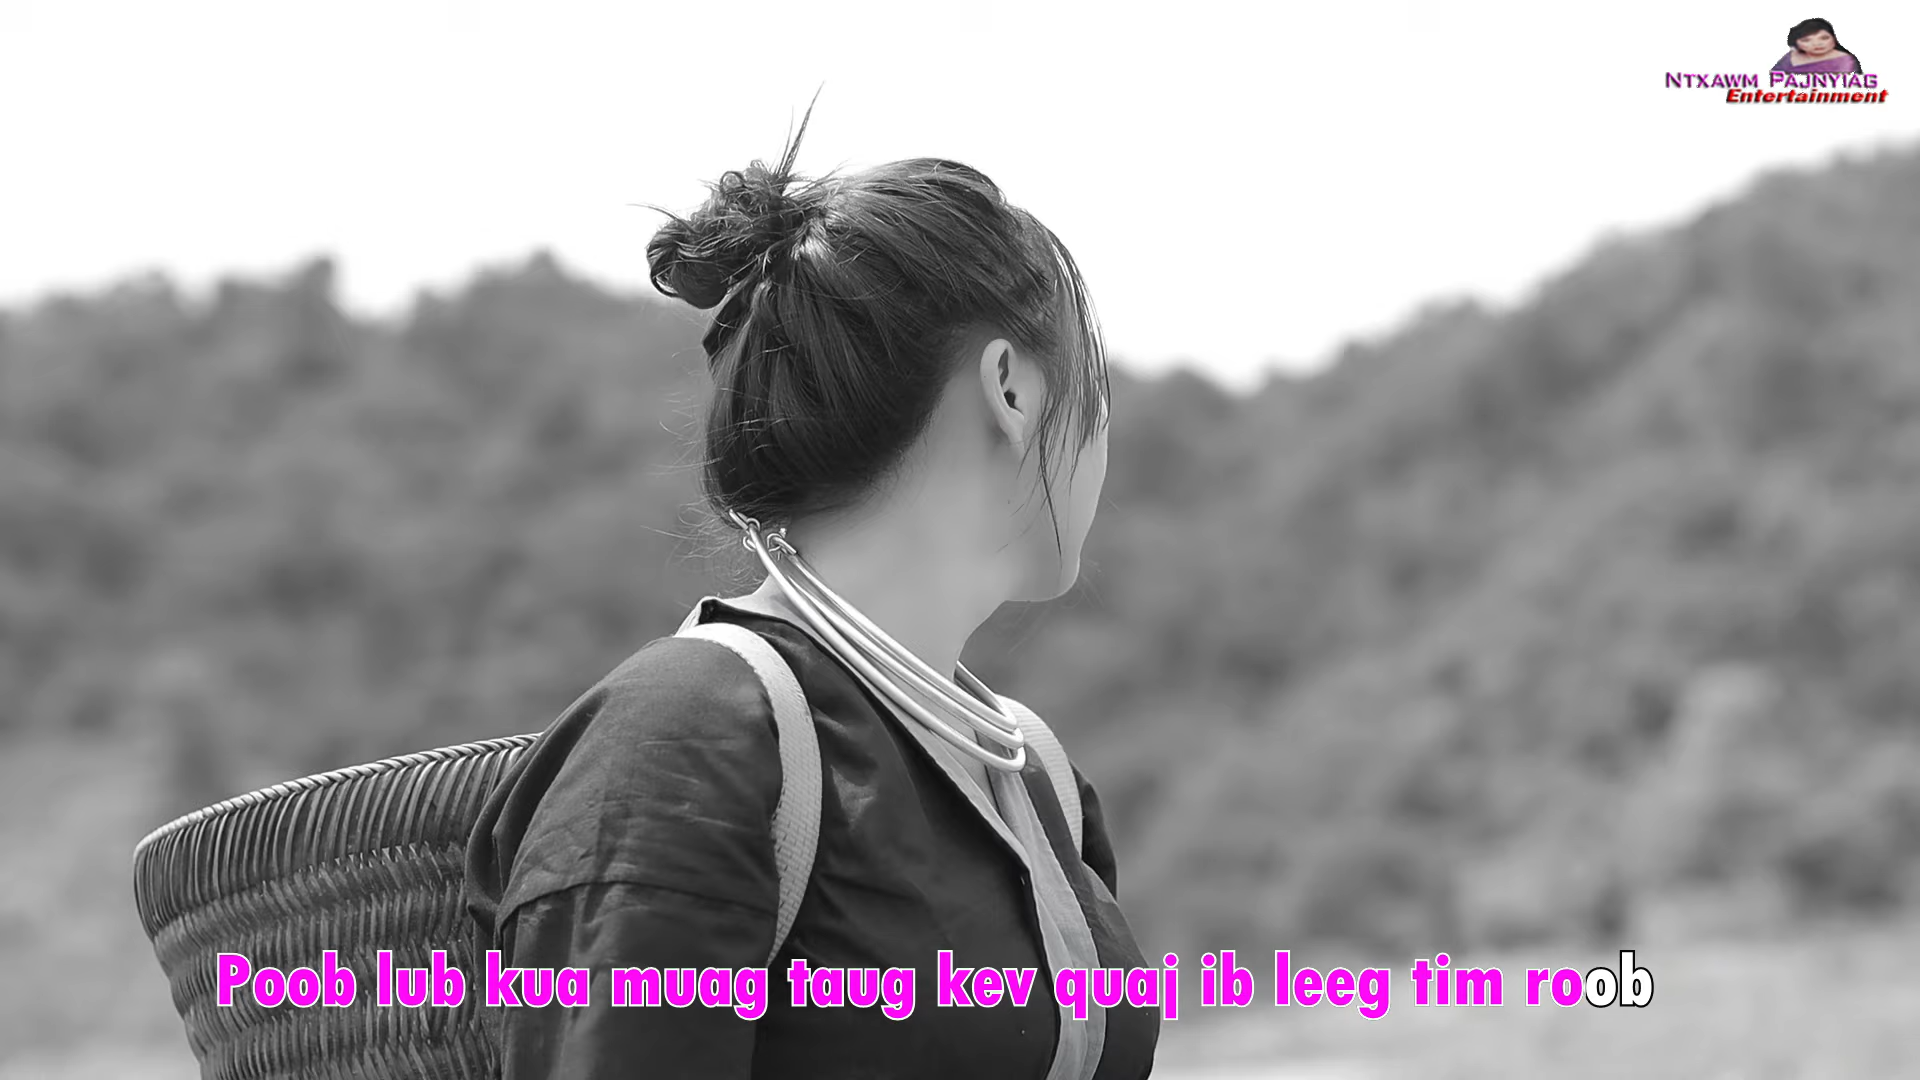 NTXAWM PAJNYIAG
Entertainment
Poob lub kua muag taug kev quaj ib leeg tim roob